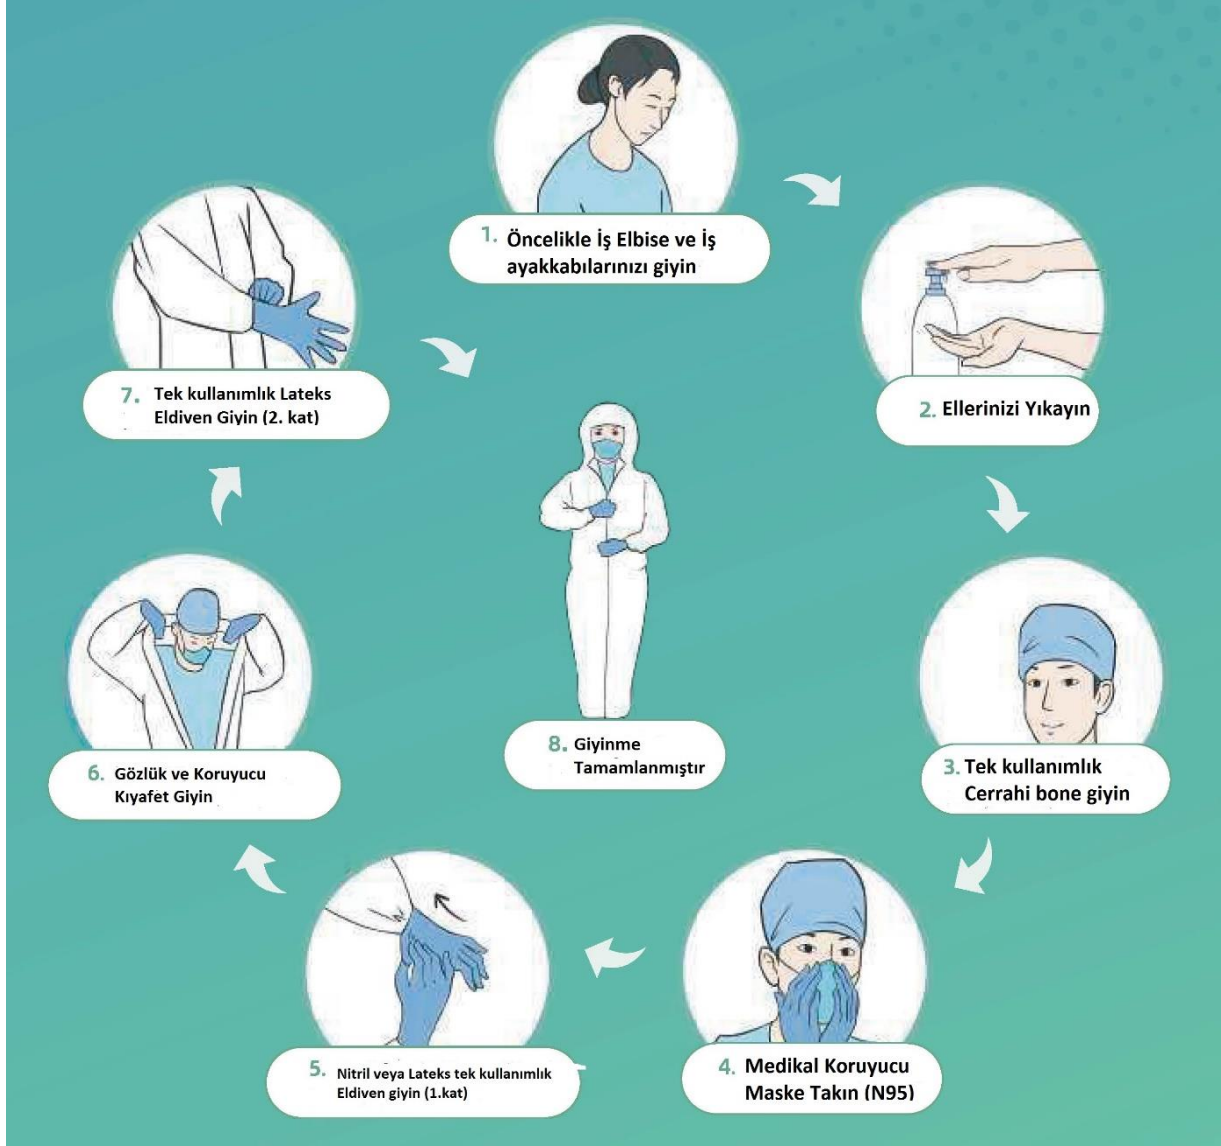 1. Öncelikle İş Elbise ve İş
ayakkabılarınızı giyin
2. Ellerinizi Yıkayın
3. Tek kullanımlık
Cerrahi bone giyin
4. Medikal Koruyucu
Maske Takın (N95)
5. Nitril veya Lateks tek kullanımlık
Eldiven giyin (1.kat)
6. Gözlük ve Koruyucu
Kıyafet Giyin
7. Tek kullanımlık Lateks
Eldiven Giyin (2. kat)
8. Giyinme
Tamamlanmıştır